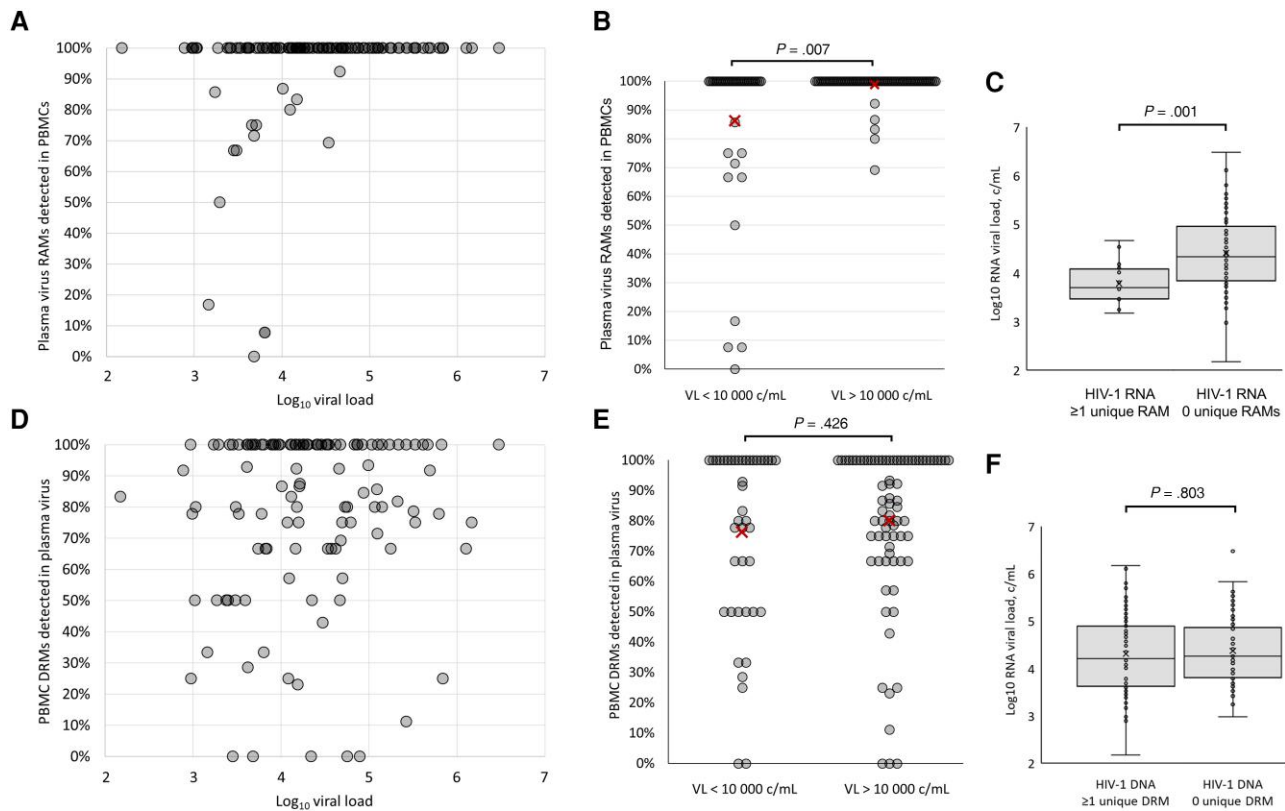 A
Plasma virus RAMs detected in PBMCs
100%
90%
80%
70%
60%
50%
40%
30%
20%
10%
0%
2 3 4 5 6 7
Log₁₀ viral load
B
P = .007
Plasma virus RAMs detected in PBMCs
100%
90%
80%
70%
60%
50%
40%
30%
20%
10%
0%
VL < 10 000 c/mL VL > 10 000 c/mL
C
P = .001
Log10 RNA viral load, c/mL
7
6
5
4
3
2
HIV-1 RNA HIV-1 RNA
≥1 unique RAM 0 unique RAMs
D
PBMC DRMs detected in plasma virus
100%
90%
80%
70%
60%
50%
40%
30%
20%
10%
0%
2 3 4 5 6 7
Log₁₀ viral load
E
P = .426
PBMC DRMs detected in plasma virus
100%
90%
80%
70%
60%
50%
40%
30%
20%
10%
0%
VL < 10 000 c/mL VL > 10 000 c/mL
F
P = .803
Log10 RNA viral load, c/mL
7
6
5
4
3
2
HIV-1 DNA HIV-1 DNA
≥1 unique DRM 0 unique DRM